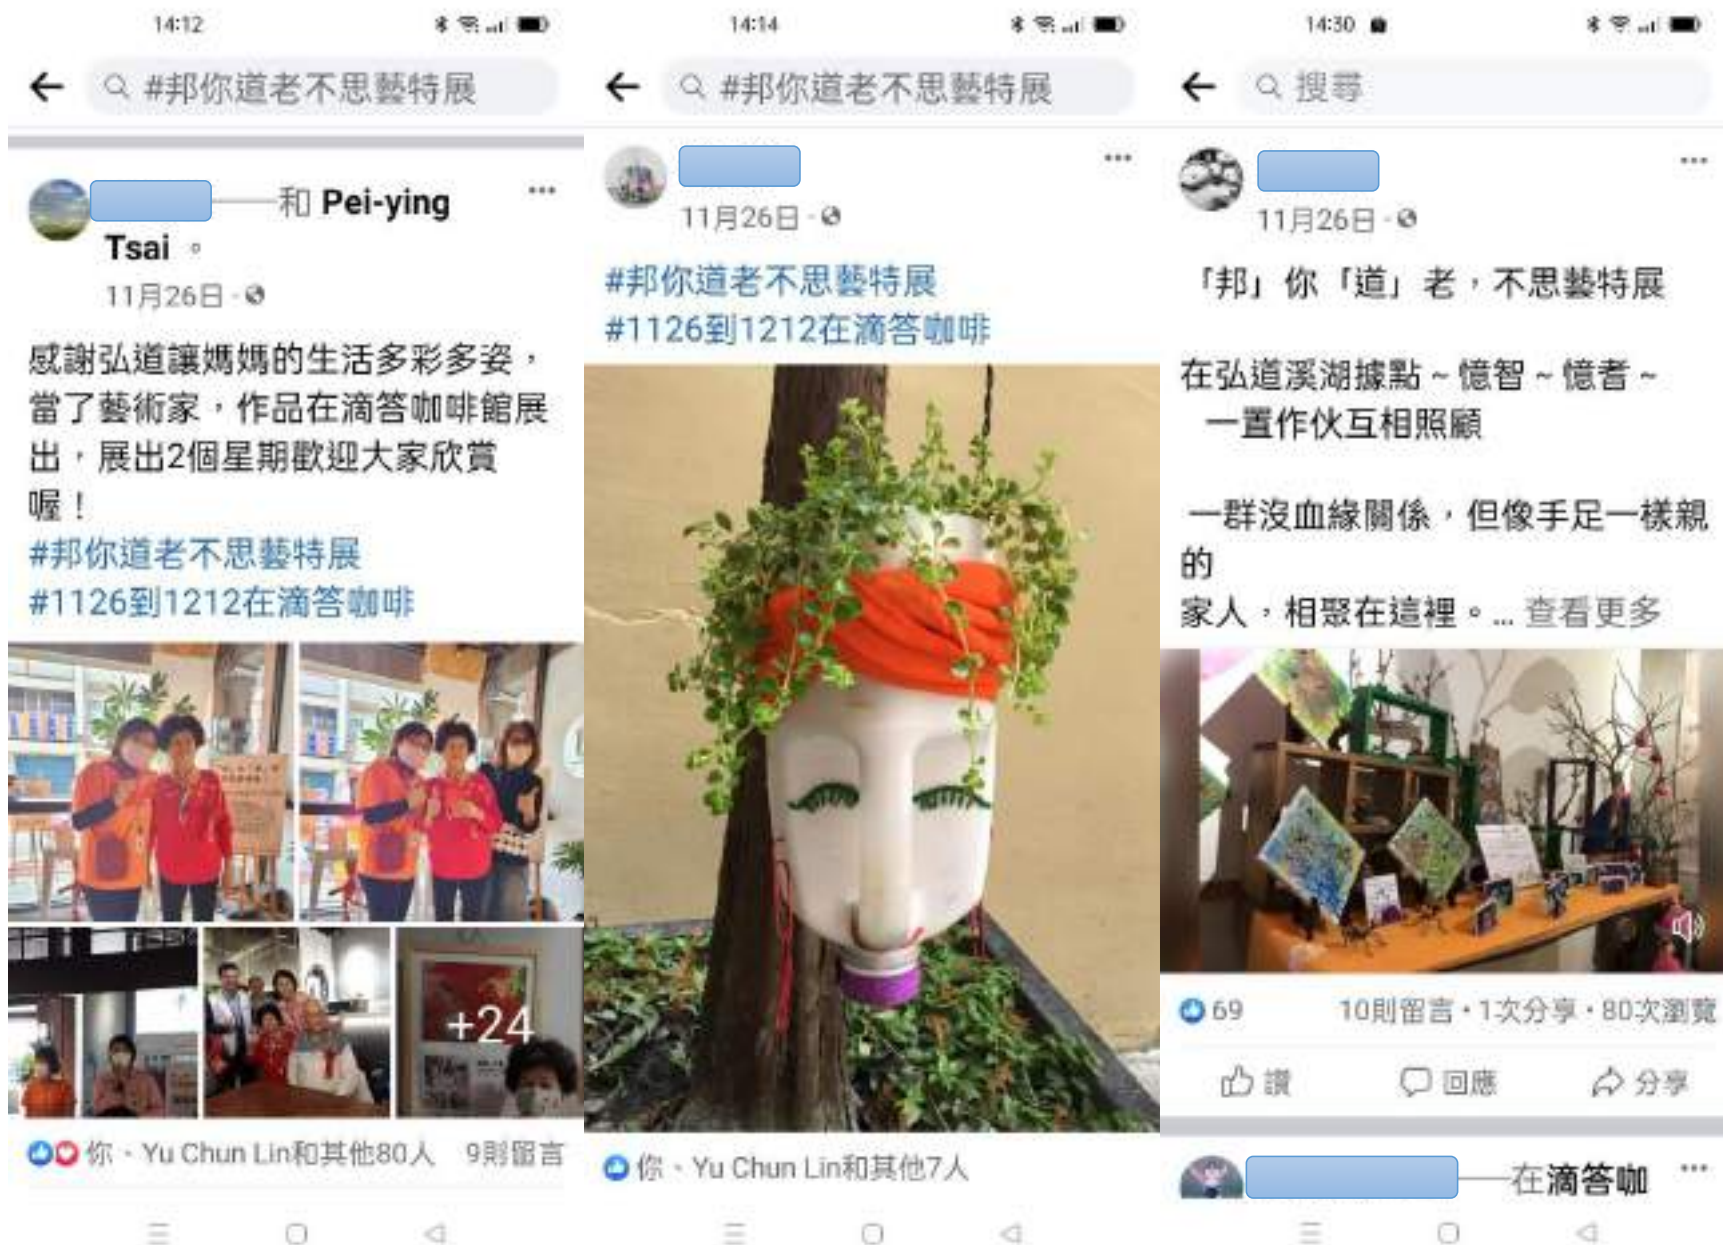 14:12
#邦你道老不思藝特展
和 Pei-ying
Tsai 。
11月26日
感謝弘道讓媽媽的生活多彩多姿，
當了藝術家，作品在滴答咖啡館展
出，展出2個星期歡迎大家欣賞
喔！
#邦你道老不思藝特展
#1126到1212在滴答咖啡
+24
你、Yu Chun Lin和其他80人 9則留言
14:14
#邦你道老不思藝特展
11月26日
#邦你道老不思藝特展
#1126到1212在滴答咖啡
你、Yu Chun Lin和其他7人
14:30
搜尋
11月26日
「邦」你「道」老，不思藝特展
在弘道溪湖據點～憶智～憶耆～
一置作伙互相照顧
一群沒血緣關係，但像手足一樣親
的
家人，相聚在這裡。... 查看更多
69 10則留言・1次分享・80次瀏覽
讚 回應 分享
在滴答咖